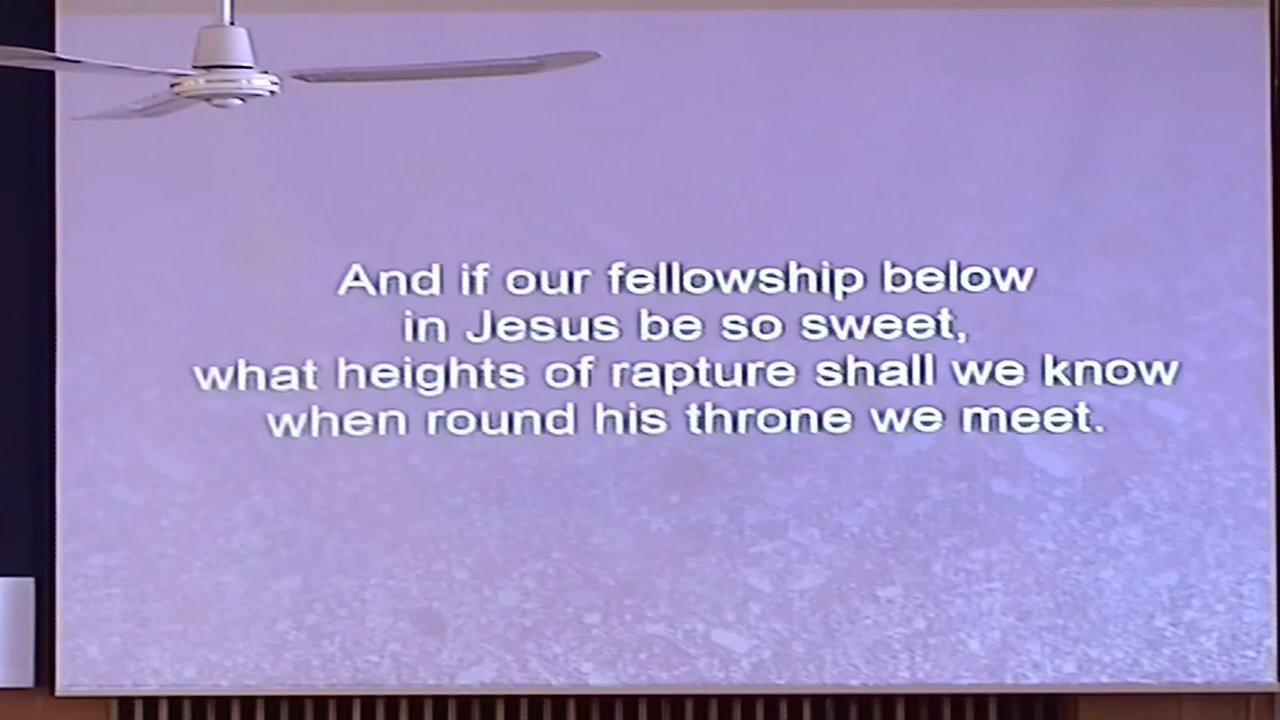 And if our fellowship below
in Jesus be so sweet,
what heights of rapture shall we know
when round his throne we meet.